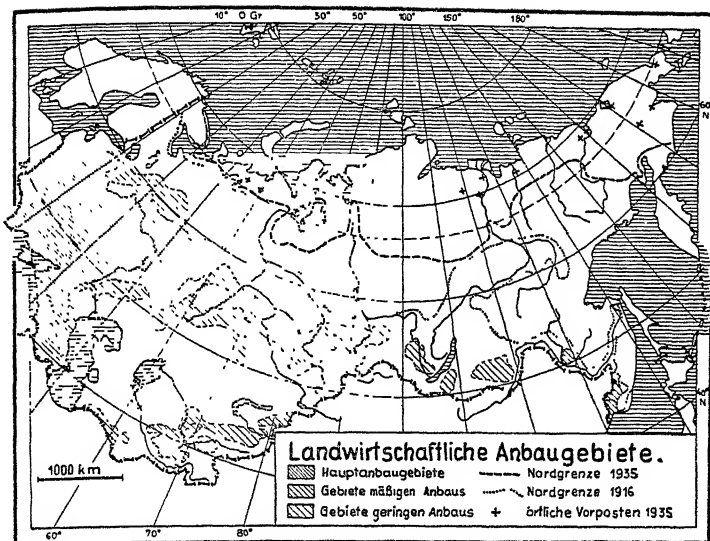 10° O Gr 30° 50° 100° 150° 180°
60
N
N
Landwirtschaftliche Anbaugebiete.
Hauptanbaugebiete Nordgrenze 1935
Gebiete mäßigen Anbaus Nordgrenze 1916
Gebiete geringen Anbaus + örtliche Vorposten 1935
1000 km
60° 70° 80°